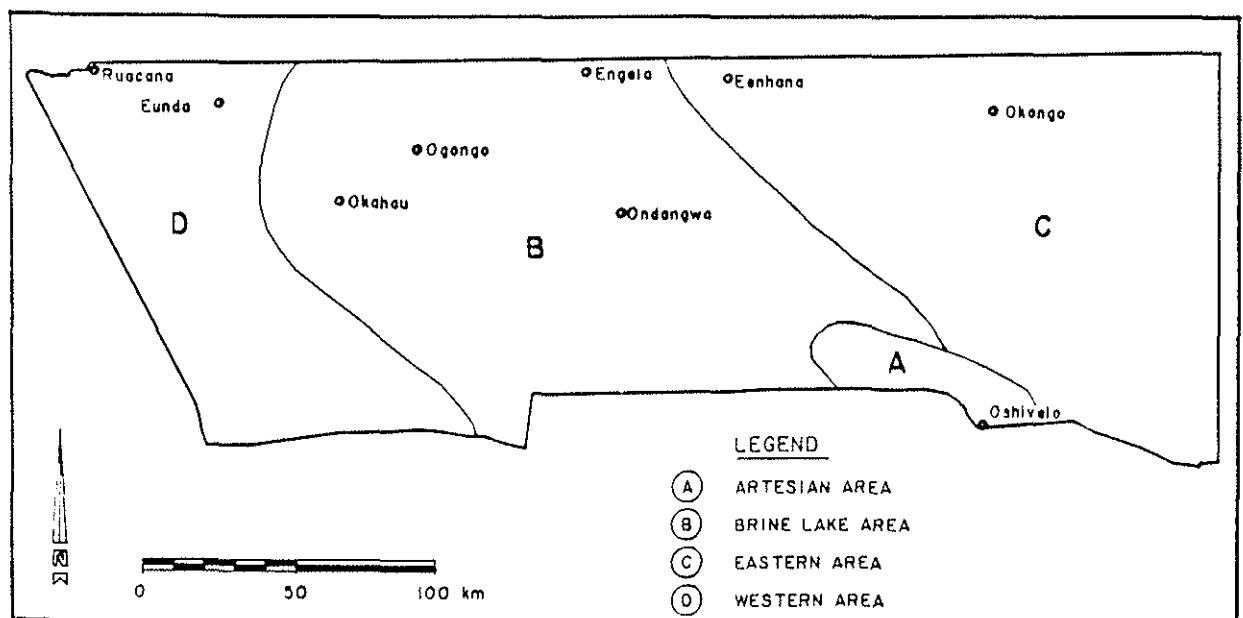 Ruacana
Eunda
Engela
Eenhana
Okongo
Ogongo
Okahau
Ondangwa
D
B
C
A
Oshivelo
LEGEND
A ARTESIAN AREA
B BRINE LAKE AREA
C EASTERN AREA
D WESTERN AREA
0 50 100 km